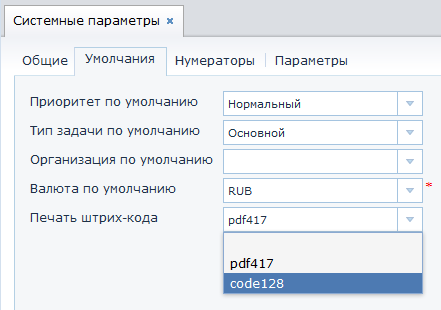 Системные параметры ×
Общие Умолчания Нумераторы Параметры
Приоритет по умолчанию Нормальный
Тип задачи по умолчанию Основной
Организация по умолчанию
Валюта по умолчанию RUB *
Печать штрих-кода pdf417
pdf417
code128